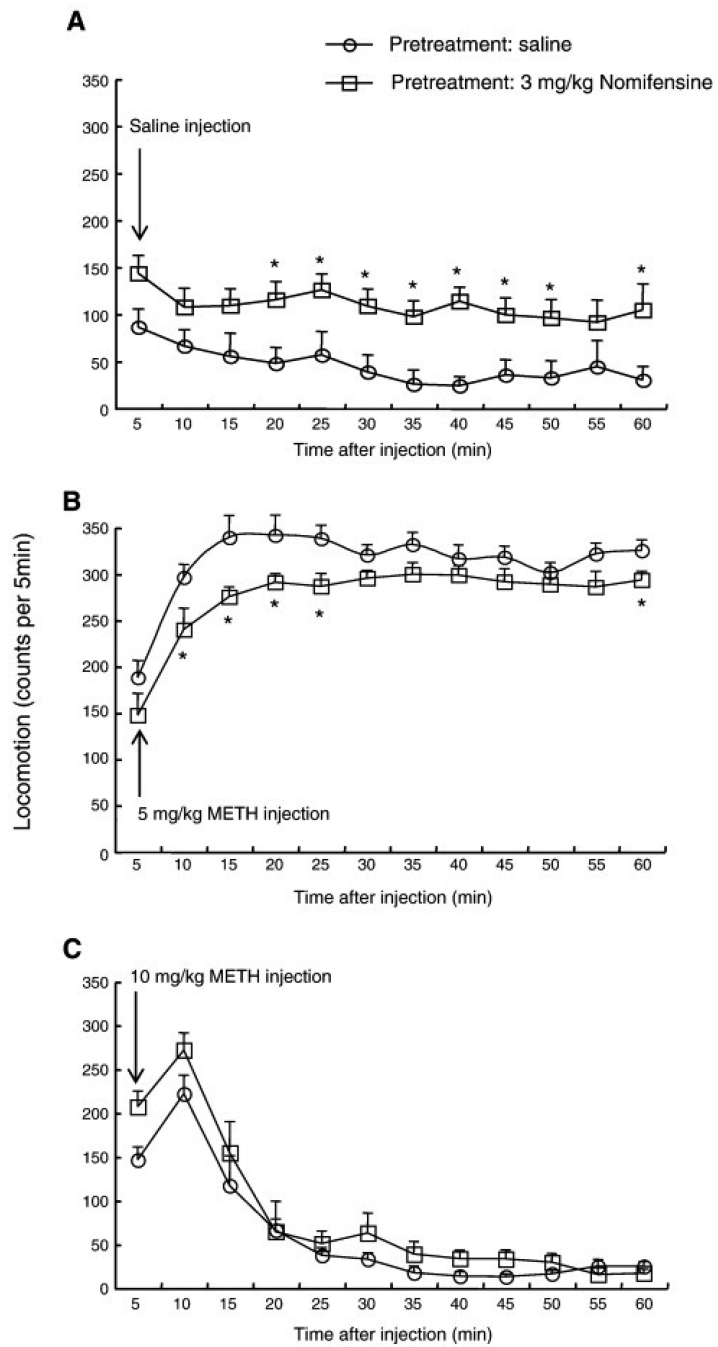 A
Pretreatment: saline
Pretreatment: 3 mg/kg Nomifensine
350
300
250
200
150
100
50
0
Saline injection
* * * * * * * *
5 10 15 20 25 30 35 40 45 50 55 60
Time after injection (min)
B
Locomotion (counts per 5min)
350
300
250
200
150
100
50
0
* * * * *
5 mg/kg METH injection
5 10 15 20 25 30 35 40 45 50 55 60
Time after injection (min)
C
10 mg/kg METH injection
350
300
250
200
150
100
50
0
5 10 15 20 25 30 35 40 45 50 55 60
Time after injection (min)